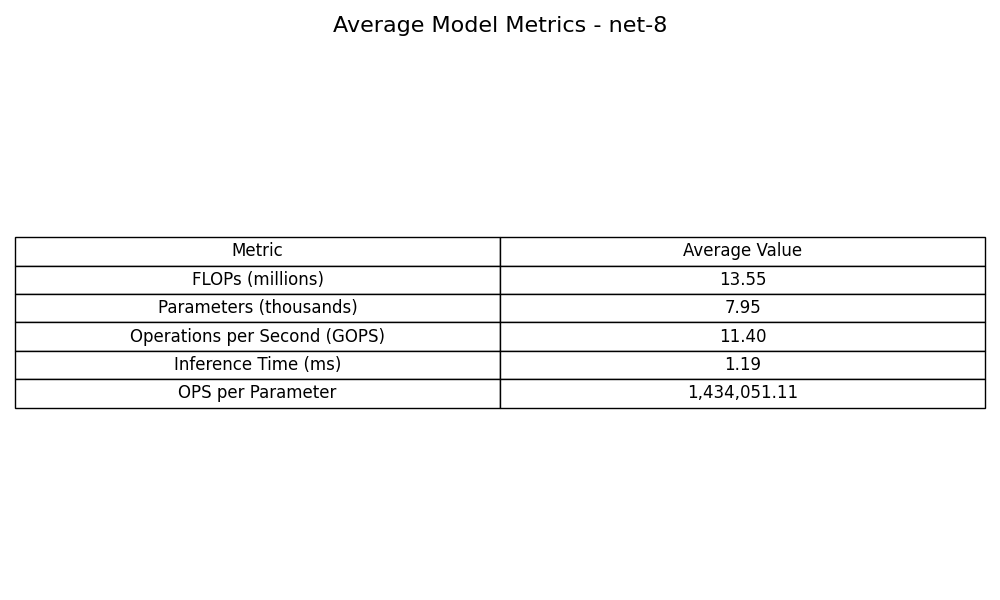 Average Model Metrics - net-8
Metric Average Value
FLOPs (millions) 13.55
Parameters (thousands) 7.95
Operations per Second (GOPS) 11.40
Inference Time (ms) 1.19
OPS per Parameter 1,434,051.11